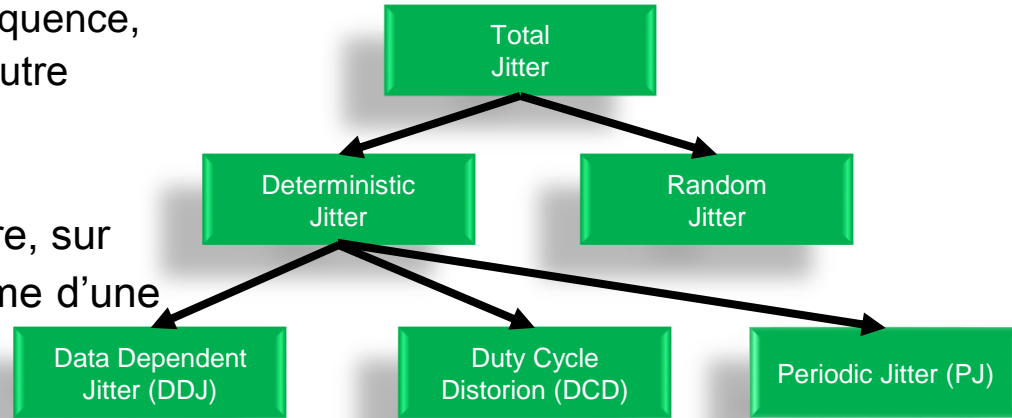 équence,
utre
re, sur
me d’une
Total
Jitter
Deterministic
Jitter
Random
Jitter
Data Dependent
Jitter (DDJ)
Duty Cycle
Distorion (DCD)
Periodic Jitter (PJ)